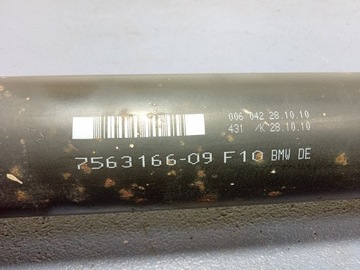 006 042 28.10.10
431 /K 28.10.10
7563166-09 F10 BMW DE